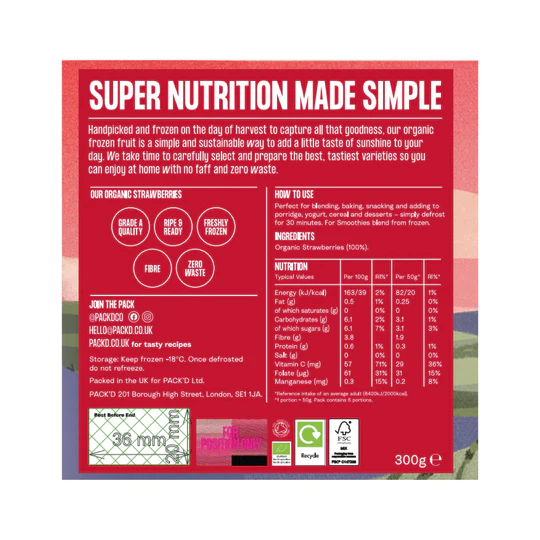 SUPER NUTRITION MADE SIMPLE
Handpicked and frozen on the day of harvest to capture all that goodness, our organic
frozen fruit is a simple and sustainable way to add a little taste of sunshine to your
day. We take time to carefully select and prepare the best, tastiest varieties so you
can enjoy at home with no faff and zero waste.
OUR ORGANIC STRAWBERRIES
GRADE A
QUALITY
RIPE &
READY
FRESHLY
FROZEN
FIBRE
ZERO
WASTE
JOIN THE PACK
@PACKDCO
HELLO@PACKD.CO.UK
PACKD.CO.UK for tasty recipes
Storage: Keep frozen -18°C. Once defrosted
do not refreeze.
Packed in the UK for PACK'D Ltd.
PACK'D 201 Borough High Street, London, SE1 1JA.
HOW TO USE
Perfect for blending, baking, snacking and adding to
porridge, yogurt, cereal and desserts – simply defrost
for 30 minutes. For Smoothies blend from frozen.
INGREDIENTS
Organic Strawberries (100%).
NUTRITION
Typical Values Per 100g RI%* Per 50g* RI%*
Energy (kJ/kcal) 163/39 2% 82/20 1%
Fat (g) 0.5 1% 0.25 0%
of which saturates (g) 0 0% 0 0%
Carbohydrates (g) 6.1 2% 3.1 1%
of which sugars (g) 6.1 7% 3.1 3%
Fibre (g) 3.8 1.9
Protein (g) 0.6 1% 0.3 1%
Salt (g) 0 0% 0 0%
Vitamin C (mg) 57 71% 29 36%
Foliate (µg) 61 31% 31 15%
Manganese (mg) 0.3 15% 0.2 8%
*Reference intake of an average adult (8400kJ/2000kcal).
*1 portion = 50g. Pack contains 6 portions.
Best Before End
36 mm
20 mm
FOR
POSITION ONLY
Recycle
FSC
MIX
300g ℮